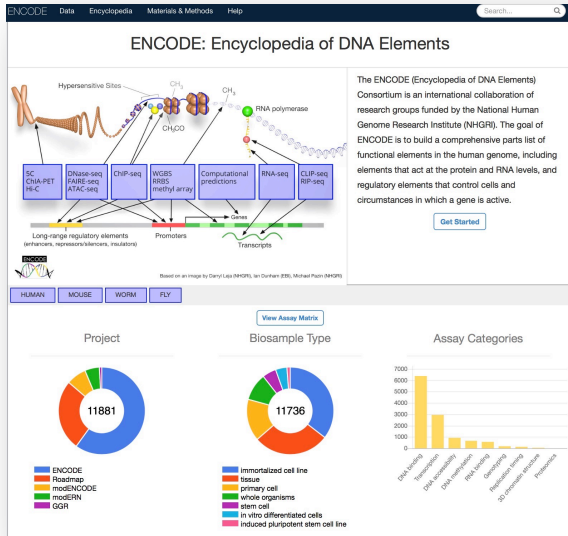 ENCODE Data Encyclopedia Materials & Methods Help Search...
ENCODE: Encyclopedia of DNA Elements
Hypersensitive Sites
CH₃
CH₃
RNA polymerase
CH₃CO
5C
ChIA-PET
Hi-C
DNase-seq
FAIRE-seq
ATAC-seq
ChIP-seq
WGBS
RRBS
methyl array
Computational
predictions
RNA-seq
CLIP-seq
RIP-seq
Genes
Long-range regulatory elements
(enhancers, repressors/silencers, insulators)
Promoters
Transcripts
ENCODE
Based on an image by Darryl Leja (NHGRI), Ian Dunham (EBI), Michael Pazin (NHGRI)
The ENCODE (Encyclopedia of DNA Elements)
Consortium is an international collaboration of
research groups funded by the National Human
Genome Research Institute (NHGRI). The goal of
ENCODE is to build a comprehensive parts list of
functional elements in the human genome, including
elements that act at the protein and RNA levels, and
regulatory elements that control cells and
circumstances in which a gene is active.
Get Started
HUMAN MOUSE WORM FLY
View Assay Matrix
Project
11881
ENCODE
Roadmap
modENCODE
modERN
GGR
Biosample Type
11736
immortalized cell line
tissue
primary cell
whole organisms
stem cell
in vitro differentiated cells
induced pluripotent stem cell line
Assay Categories
7000
6000
5000
4000
3000
2000
1000
0
DNA binding
Transcription
DNA accessibility
DNA methylation
RNA binding
Genotyping
Replication timing
3D chromatin structure
Proteomics